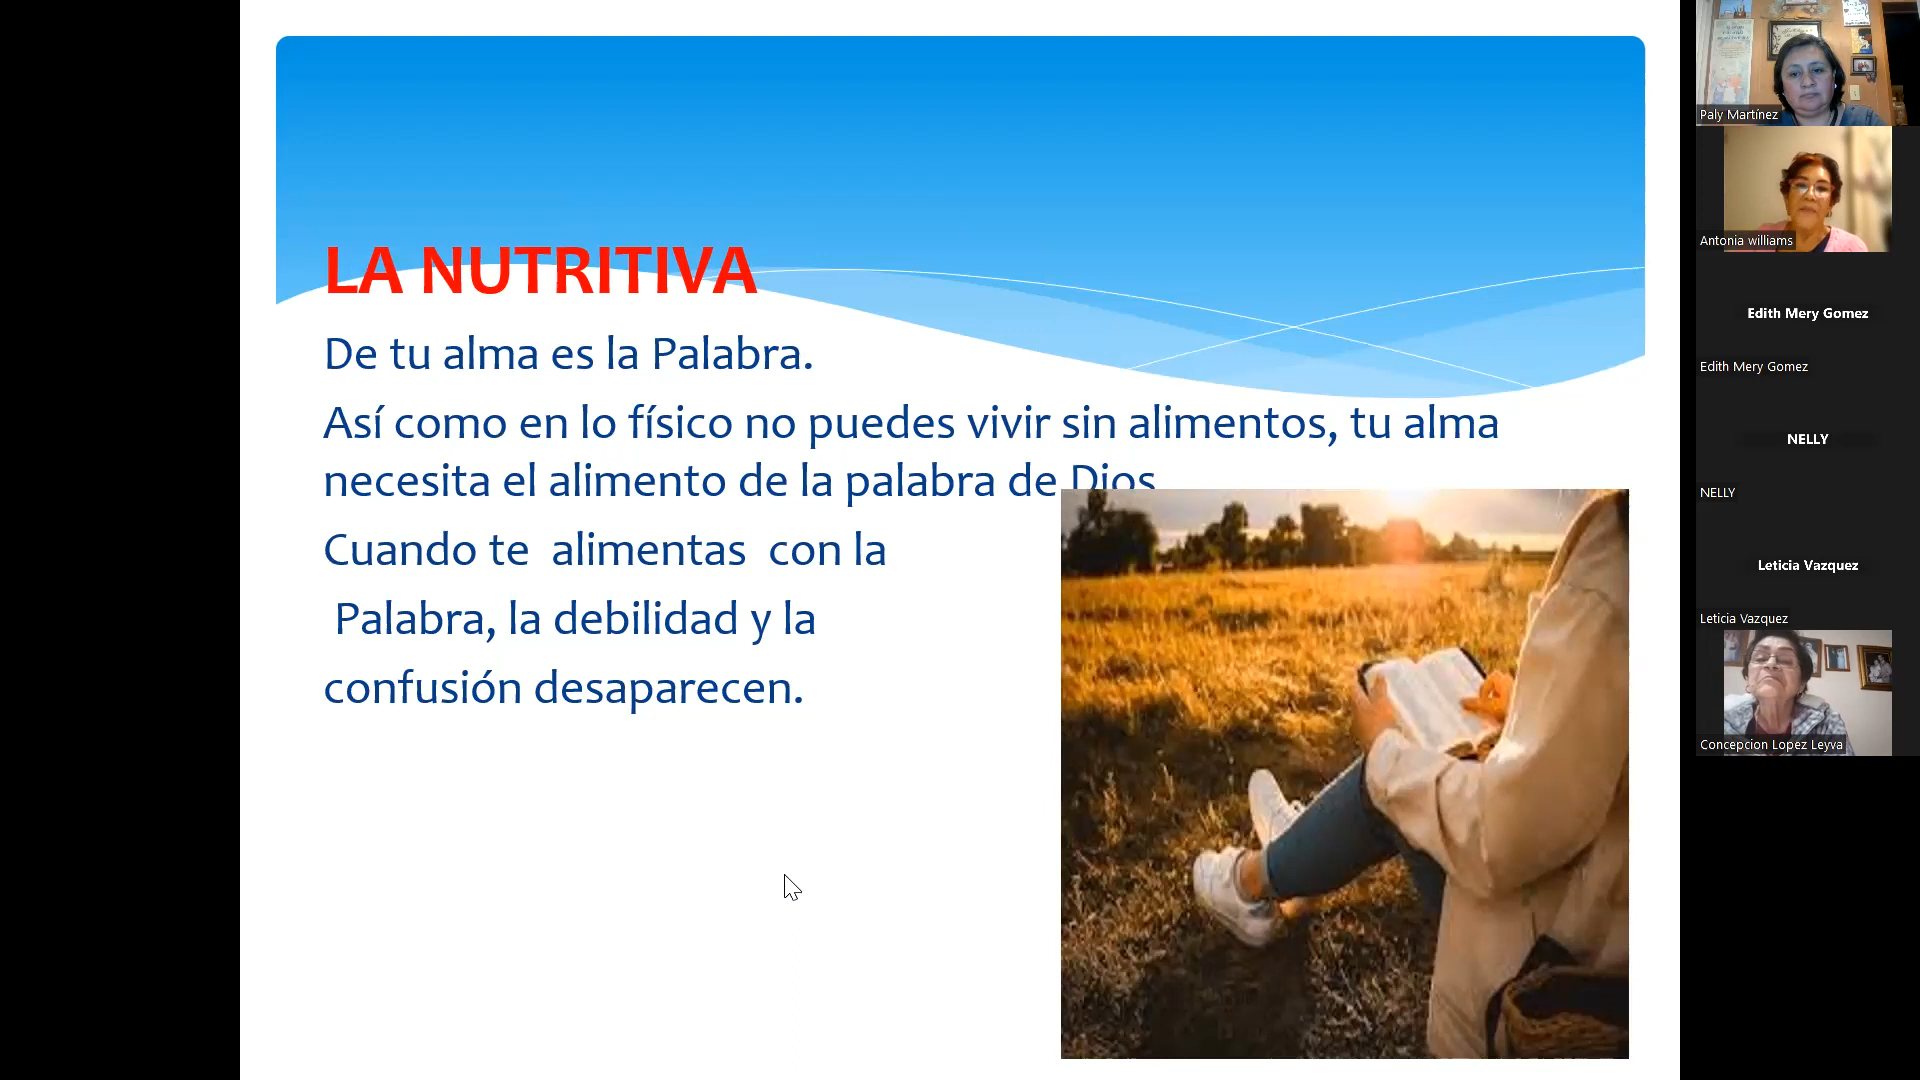 LA NUTRITIVA
De tu alma es la Palabra.
Así como en lo físico no puedes vivir sin alimentos, tu alma
necesita el alimento de la palabra de Dios
Cuando te  alimentas  con la
Palabra, la debilidad y la
confusión desaparecen.
Paly Martínez
Antonia williams
Edith Mery Gomez
Edith Mery Gomez
NELLY
NELLY
Leticia Vazquez
Leticia Vazquez
Concepcion Lopez Leyva